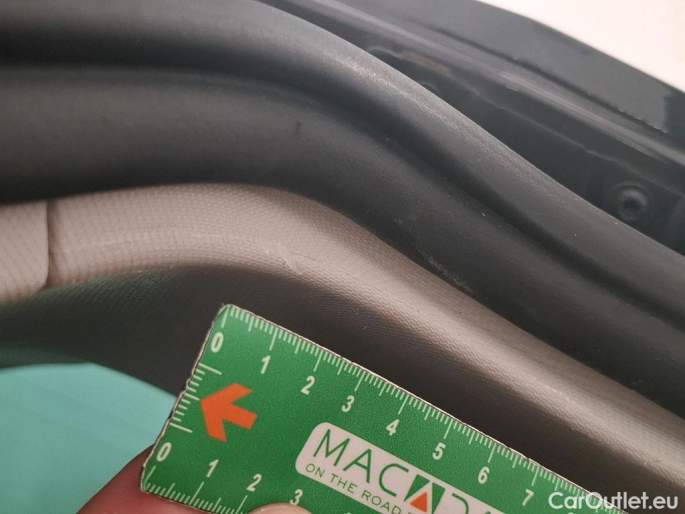 0 1 2 3 4 5 6 7
MAC
ON THE ROAD
0 1 2 3
CarOutlet.eu